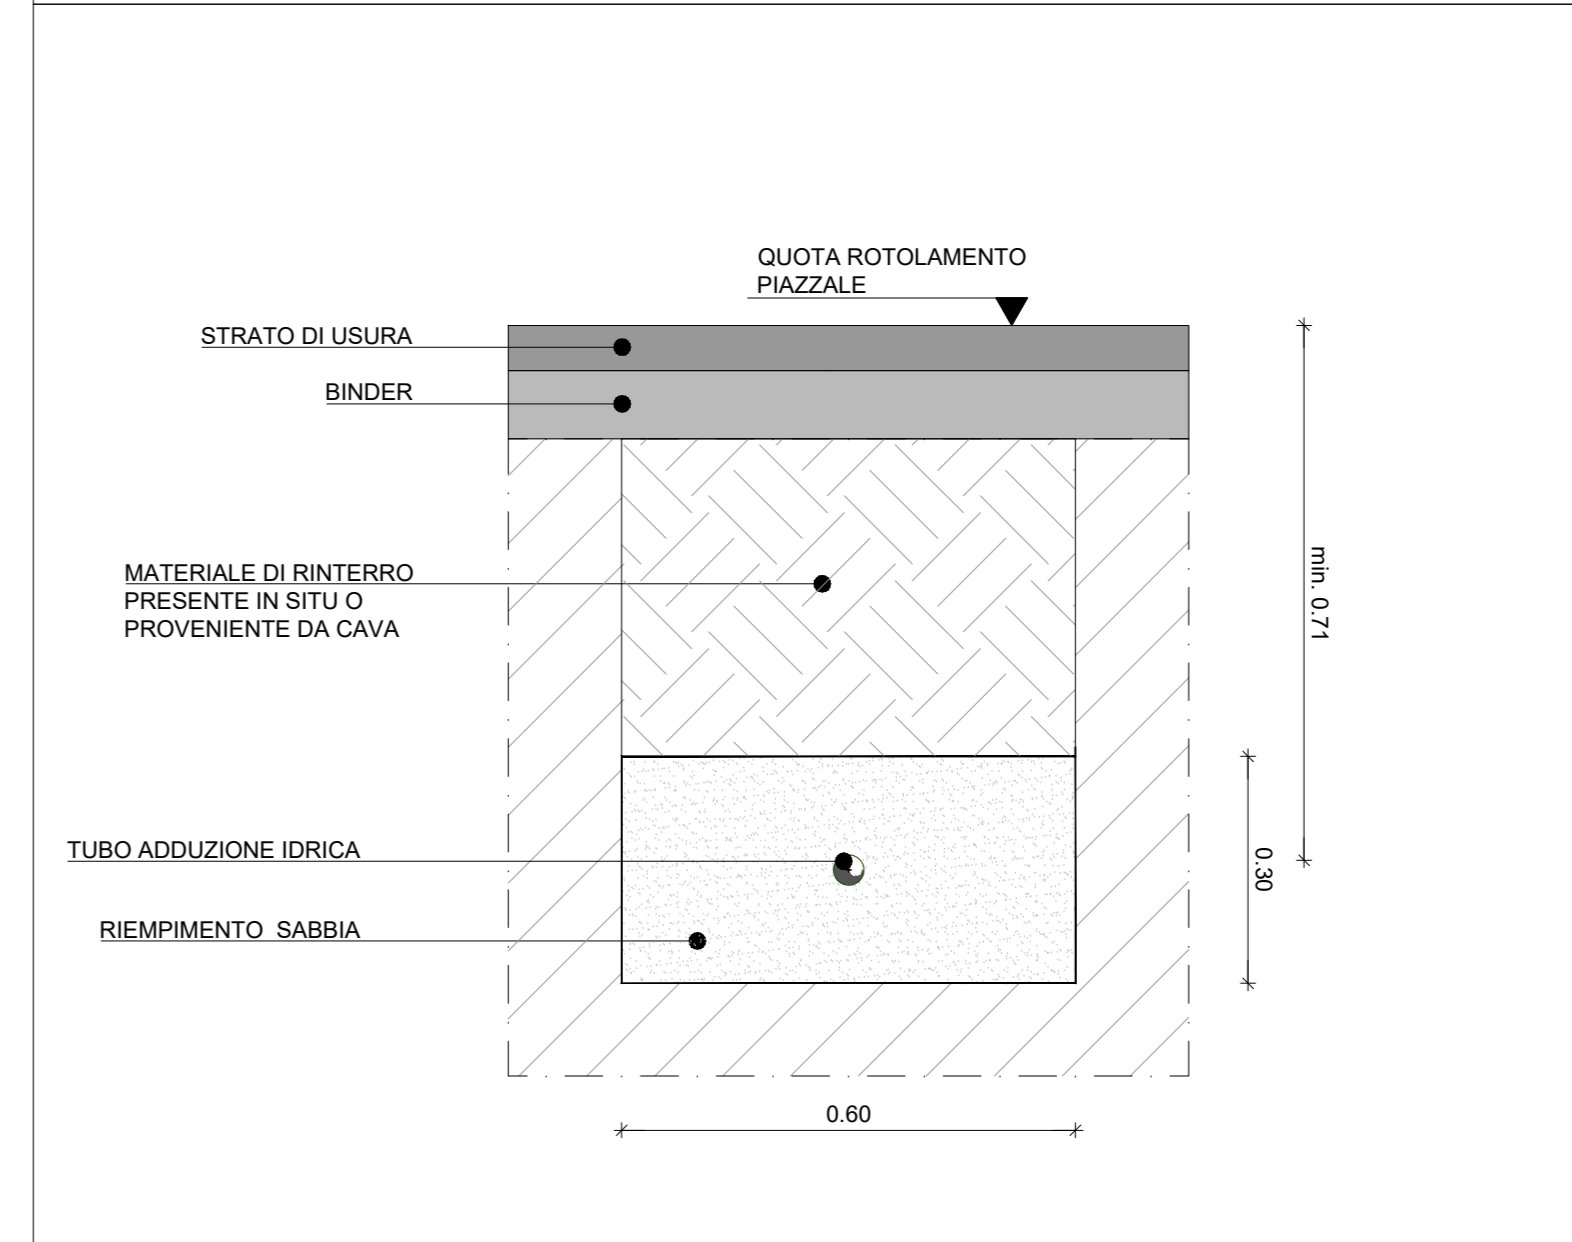 QUOTA ROTOLAMENTO
PIAZZALE
STRATO DI USURA
BINDER
MATERIALE DI RINTERRO
PRESENTE IN SITU O
PROVENIENTE DA CAVA
min. 0.71
TUBO ADDUZIONE IDRICA
0.30
RIEMPIMENTO  SABBIA
0.60